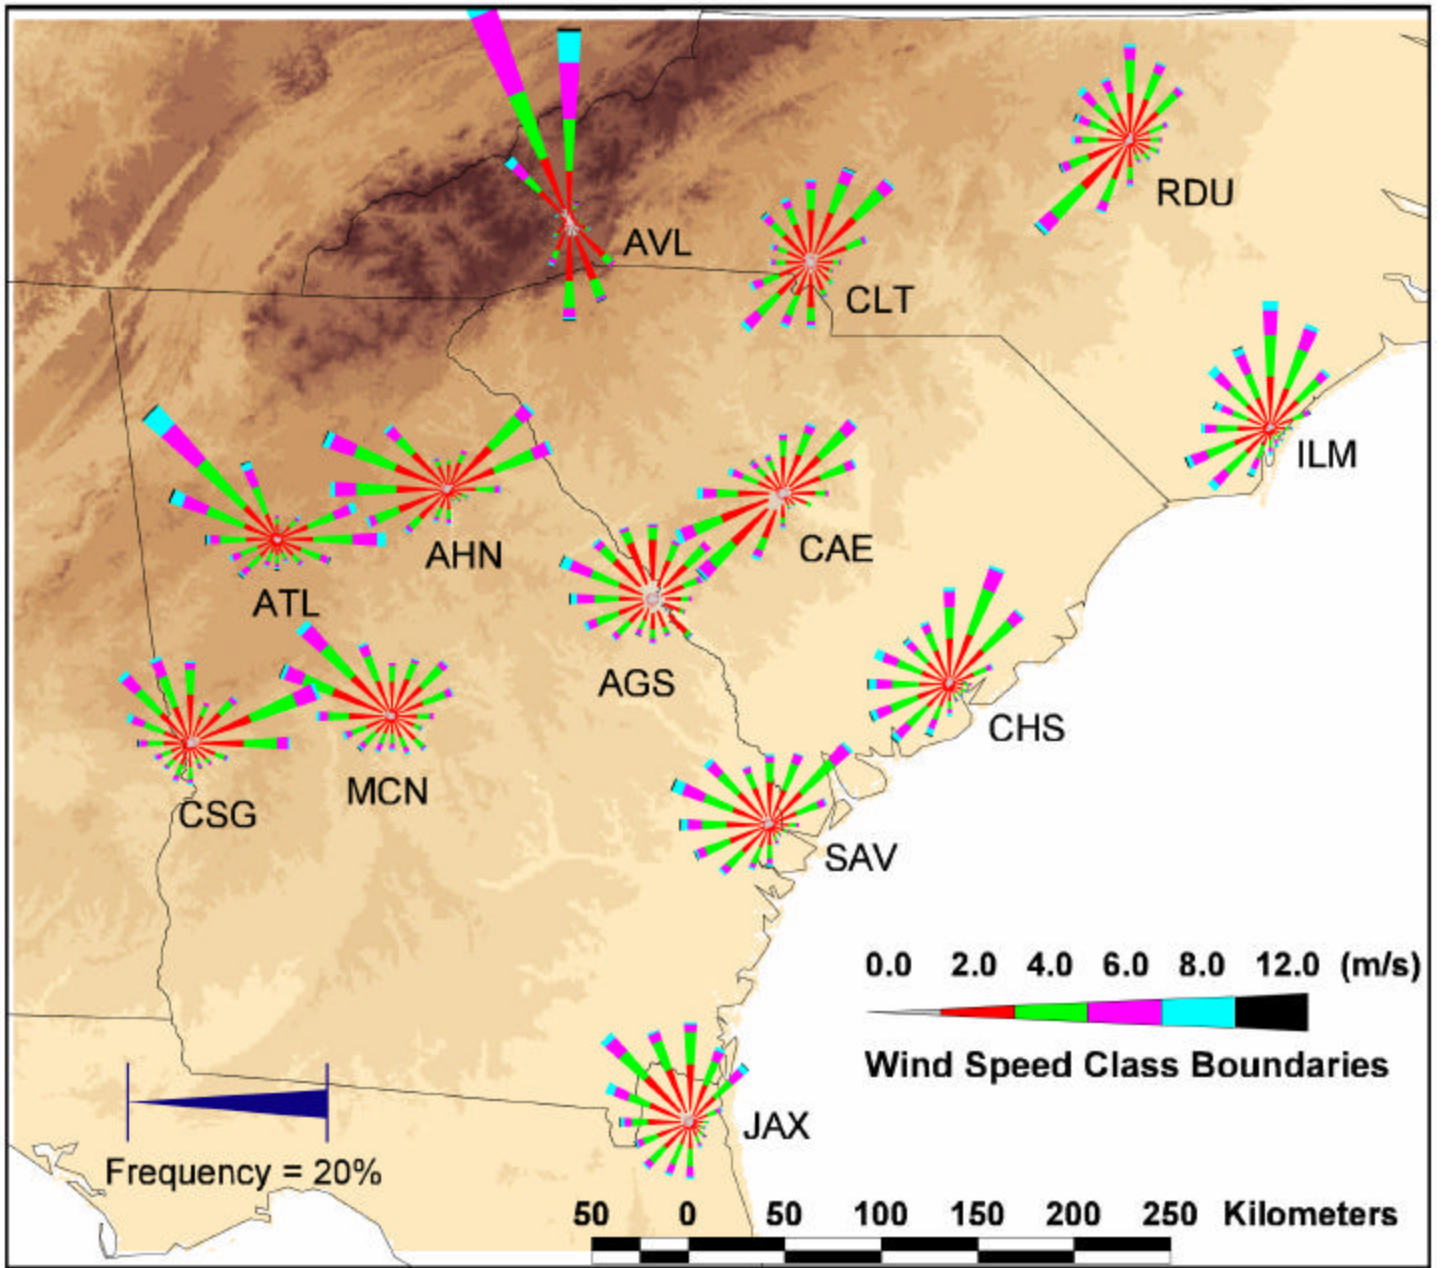 RDU
AVL
CLT
ILM
AHN
CAE
ATL
AGS
CHS
MCN
CSG
SAV
0.0 2.0 4.0 6.0 8.0 12.0 (m/s)
Wind Speed Class Boundaries
JAX
Frequency = 20%
50 0 50 100 150 200 250 Kilometers